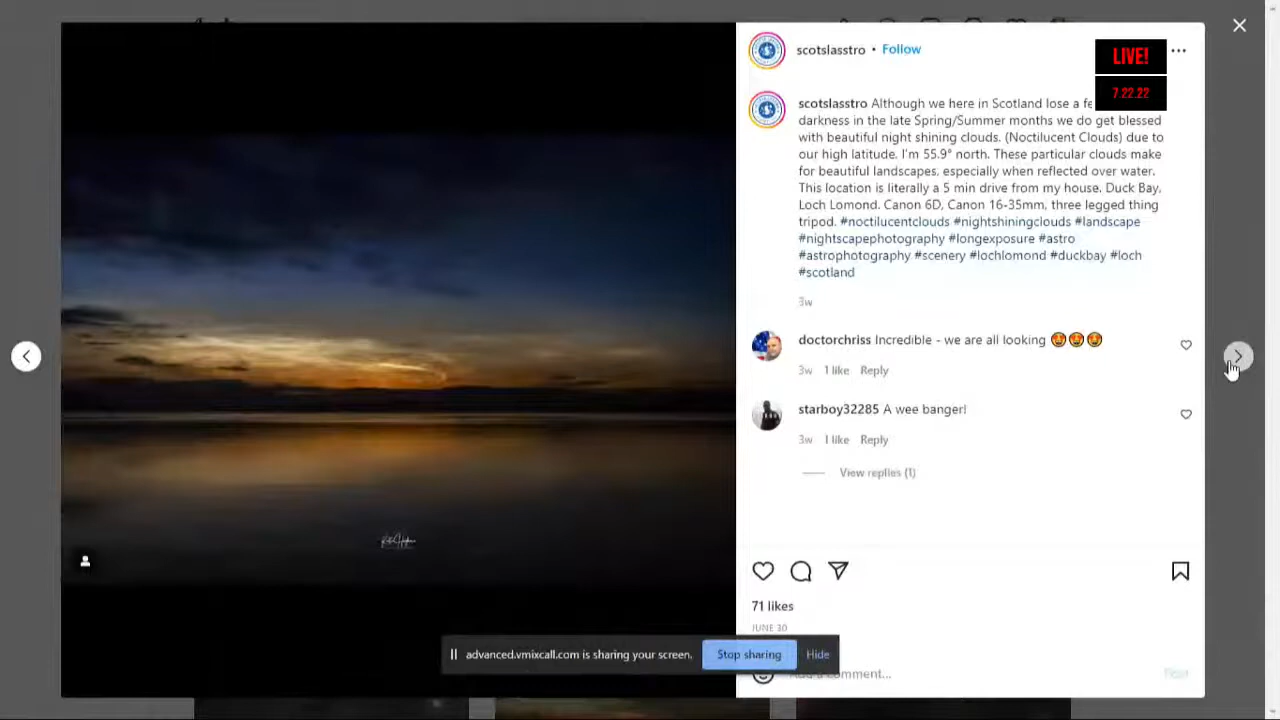 scotslasstro • Follow
LIVE!
7.22.22
scotslasstro Although we here in Scotland lose a fe
darkness in the late Spring/Summer months we do get blessed
with beautiful night shining clouds. (Noctilucent Clouds) due to
our high latitude. I'm 55.9° north. These particular clouds make
for beautiful landscapes, especially when reflected over water.
This location is literally a 5 min drive from my house. Duck Bay,
Loch Lomond. Canon 6D, Canon 16-35mm, three legged thing
tripod. #noctilucentclouds #nightshiningclouds #landscape
#nightscapephotography #longexposure #astro
#astrophotography #scenery #lochlomond #duckbay #loch
#scotland
3w
doctorchriss Incredible - we are all looking 🤩🤩🤩
3w 1 like Reply
starboy32285 A wee banger!
3w 1 like Reply
View replies (1)
71 likes
JUNE 30
advanced.vmixcall.com is sharing your screen. Stop sharing Hide
Add a comment... Post